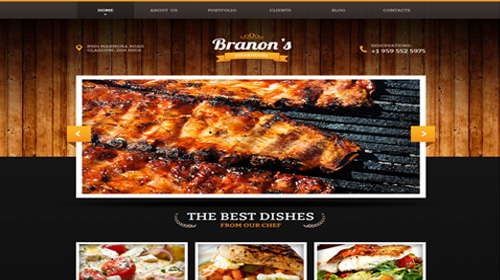 HOME ABOUT US PORTFOLIO CLIENTS BLOG CONTACTS
8901 MARMORA ROAD
GLASGOW, D04 89GR
Branon's
STEAKHOUSE
RESERVATIONS:
+1 959 552 5975
THE BEST DISHES
FROM OUR CHEF